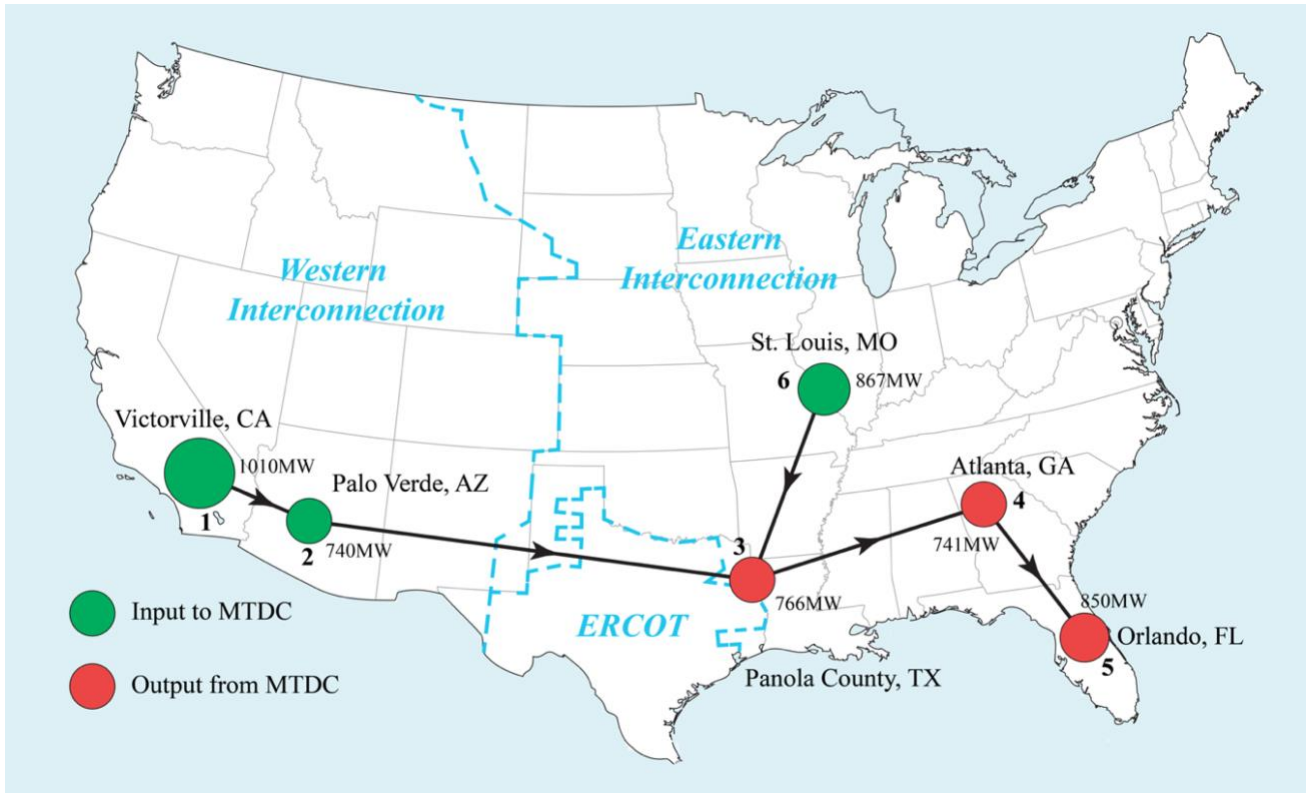 Western
Interconnection
Eastern
Interconnection
St. Louis, MO
6
867MW
Victorville, CA
1010MW
1
Palo Verde, AZ
2
740MW
Atlanta, GA
4
741MW
3
766MW
850MW
Orlando, FL
5
ERCOT
Panola County, TX
Input to MTDC
Output from MTDC